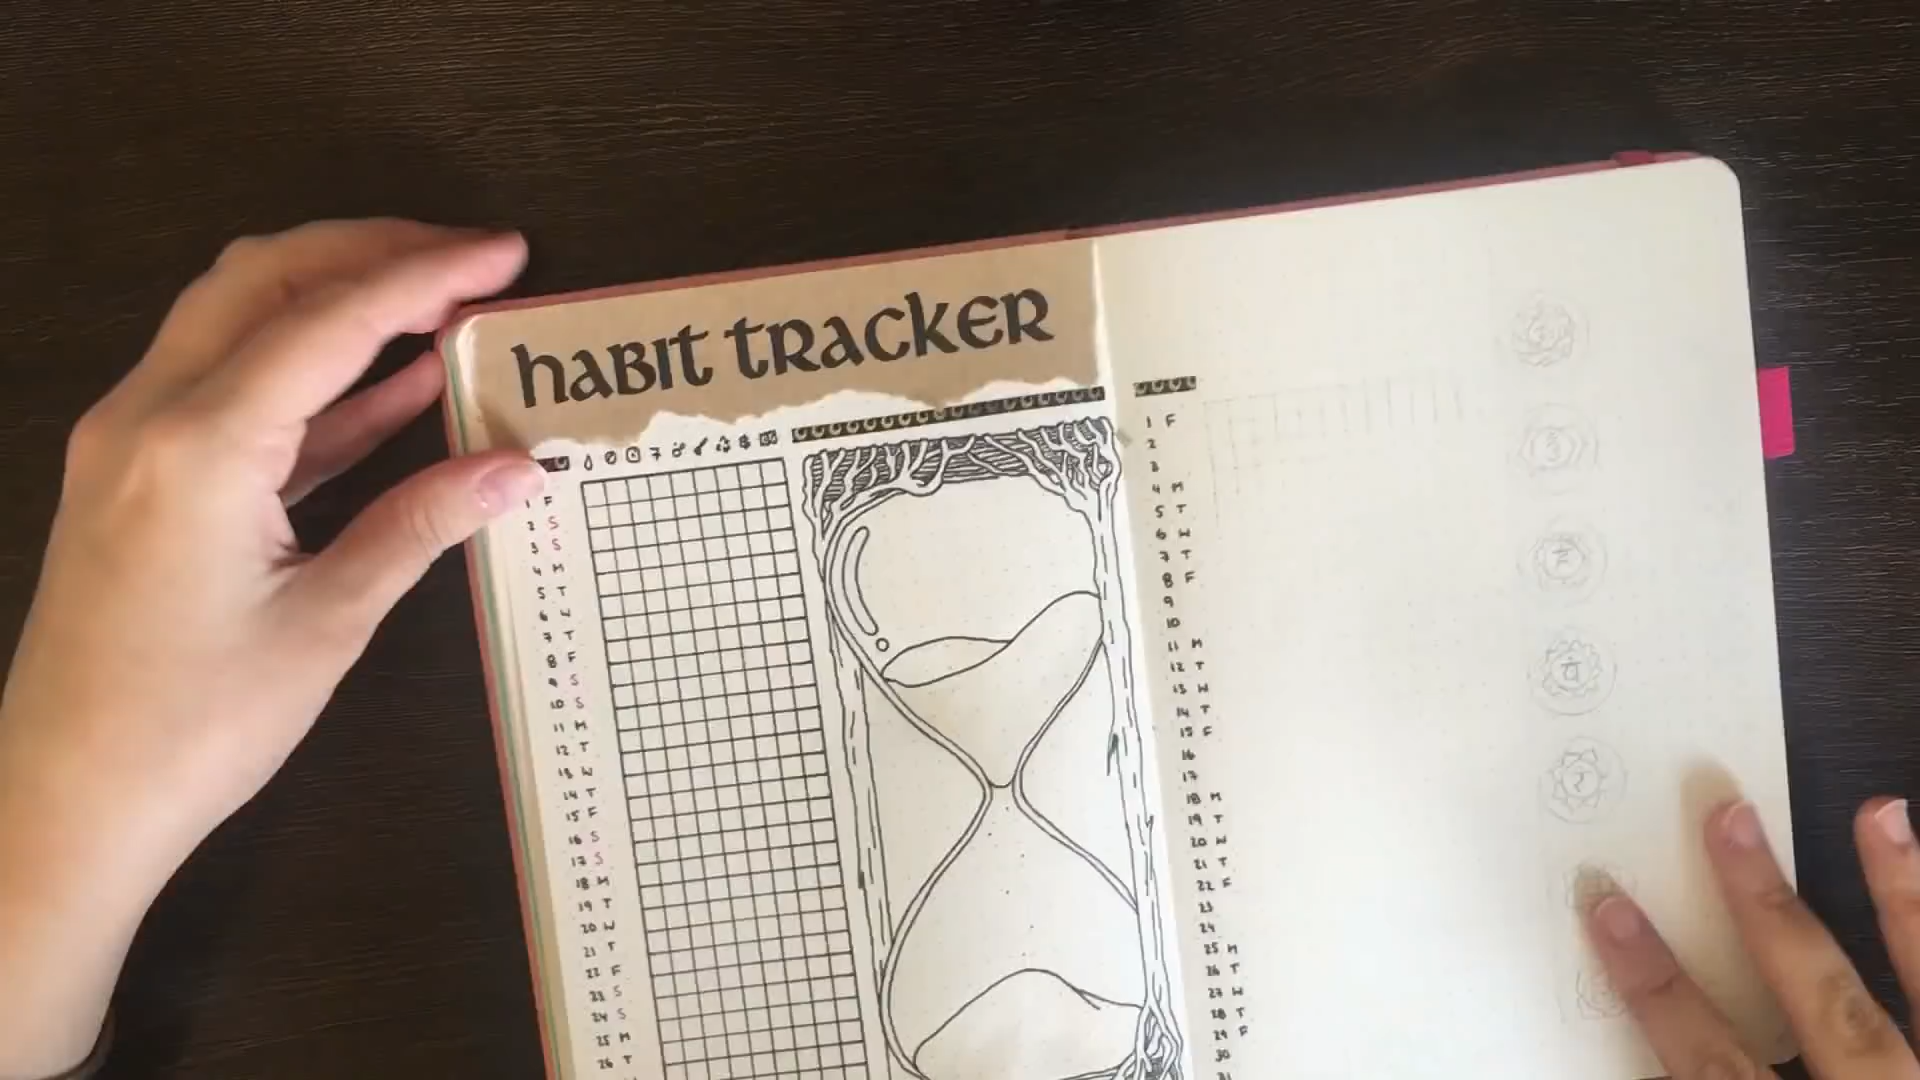 habit tracker
7
1 F
2 S
3 S
4 M
5 T
6 W
7 T
8 F
9 S
10 S
11 M
12 T
13 W
14 T
15 F
16 S
17 S
18 M
19 T
20 W
21 T
22 F
23 S
24 S
25 M
26 T
1 F
2
3
4 M
5 T
6 W
7 T
8 F
9
10
11 M
12 T
13 W
14 T
15 F
16
17
18 M
19 T
20 W
21 T
22 F
23
24
25 M
26 T
27 W
28 T
29 F
30
31